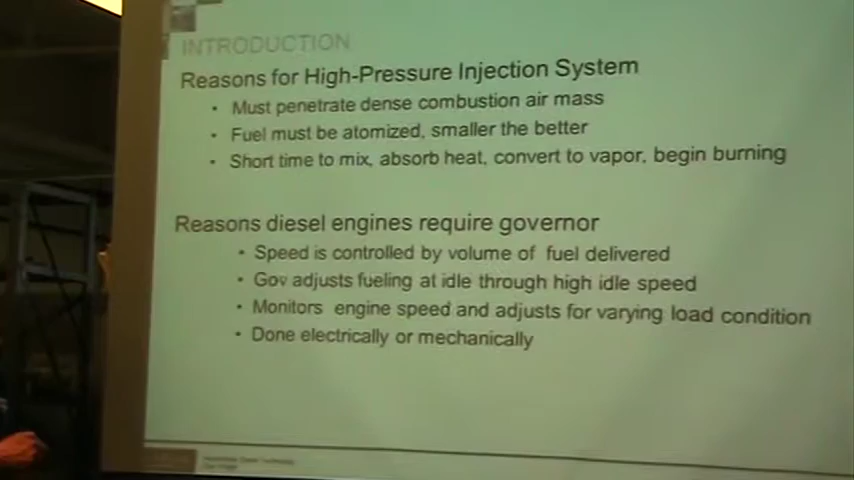 INTRODUCTION
Reasons for High-Pressure Injection System
• Must penetrate dense combustion air mass
• Fuel must be atomized, smaller the better
• Short time to mix, absorb heat, convert to vapor, begin burning
Reasons diesel engines require governor
• Speed is controlled by volume of fuel delivered
• Gov adjusts fueling at idle through high idle speed
• Monitors engine speed and adjusts for varying load condition
• Done electrically or mechanically